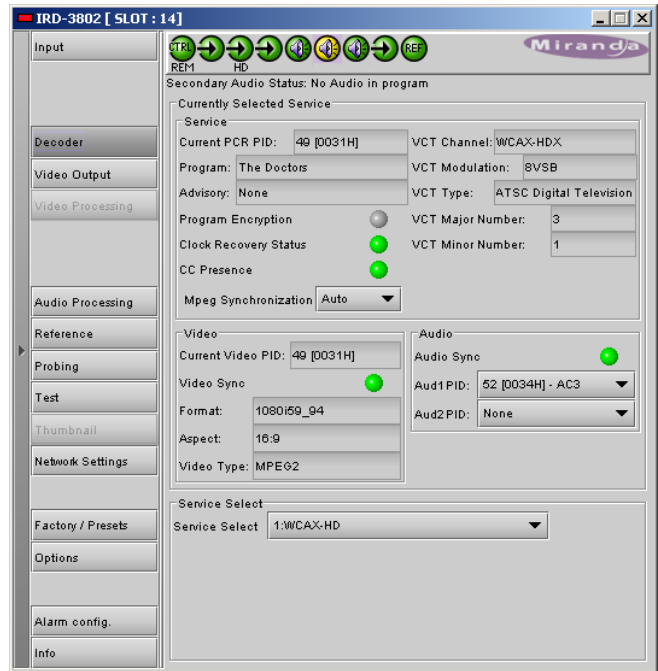 IRD-3802 [ SLOT : 14]
Input
CTRL
REF
REM
HD
Miranda
Secondary Audio Status: No Audio in program
Currently Selected Service
Service
Decoder
Current PCR PID: 49 [0031H]
VCT Channel: WCAX-HDX
Video Output
Program: The Doctors
VCT Modulation: 8VSB
Video Processing
Advisory: None
VCT Type: ATSC Digital Television
Program Encryption
VCT Major Number: 3
Clock Recovery Status
VCT Minor Number: 1
CC Presence
Audio Processing
Mpeg Synchronization Auto
Reference
Video
Audio
Probing
Current Video PID: 49 [0031H]
Audio Sync
Test
Video Sync
Aud1PID: 52 [0034H] - AC3
Thumbnail
Format: 1080i59_94
Aud2PID: None
Network Settings
Aspect: 16:9
Video Type: MPEG2
Service Select
Factory / Presets
Service Select 1:WCAX-HD
Options
Alarm config.
Info